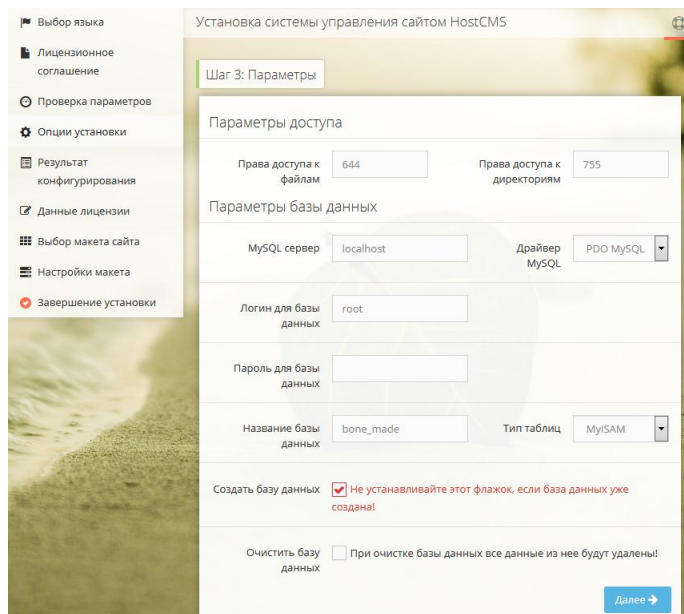 Выбор языка
Лицензионное
соглашение
Проверка параметров
Опции установки
Результат
конфигурирования
Данные лицензии
Выбор макета сайта
Настройки макета
Завершение установки
Установка системы управления сайтом HostCMS
Шаг 3: Параметры
Параметры доступа
Права доступа к
файлам
644
Права доступа к
директориям
755
Параметры базы данных
MySQL сервер
localhost
Драйвер
MySQL
PDO MySQL
Логин для базы
данных
root
Пароль для базы
данных
Название базы
данных
bone_made
Тип таблиц
MyISAM
Создать базу данных
Не устанавливайте этот флажок, если база данных уже
создана!
Очистить базу
данных
При очистке базы данных все данные из нее будут удалены!
Далее